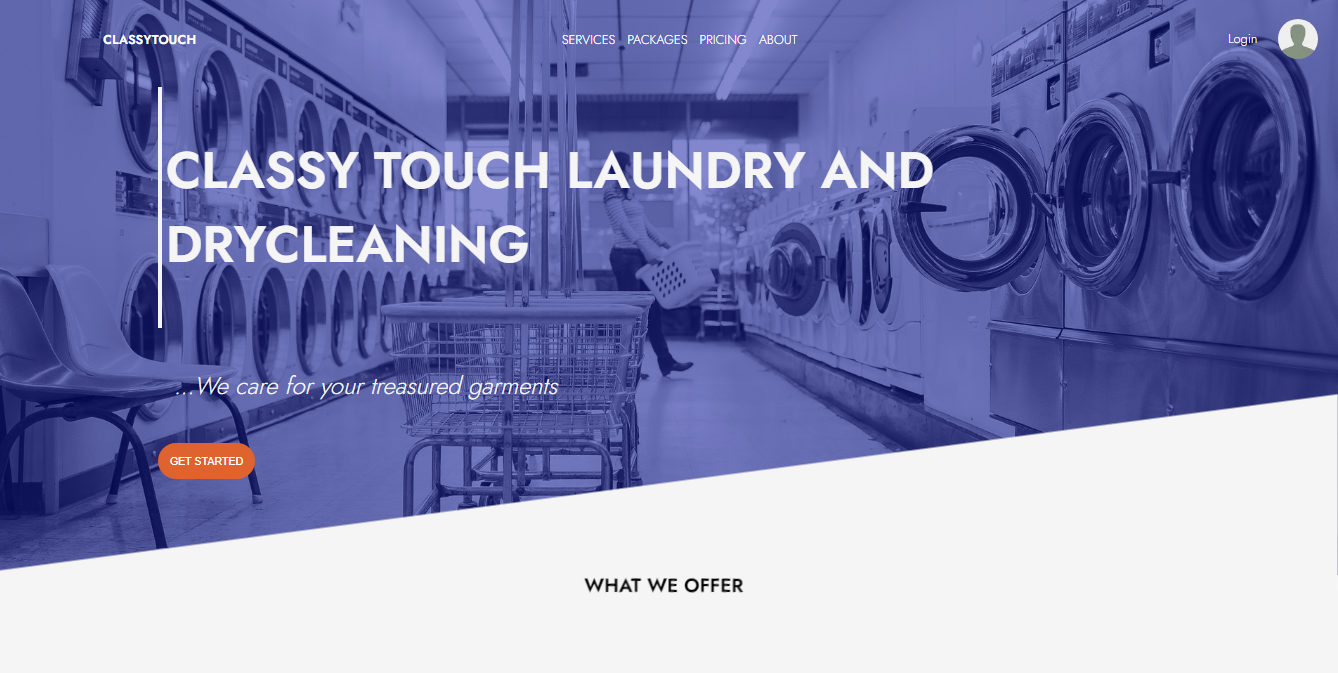 CLASSYTOUCH
SERVICES PACKAGES PRICING ABOUT
Login
CLASSY TOUCH LAUNDRY AND
DRYCLEANING
...We care for your treasured garments
GET STARTED
WHAT WE OFFER